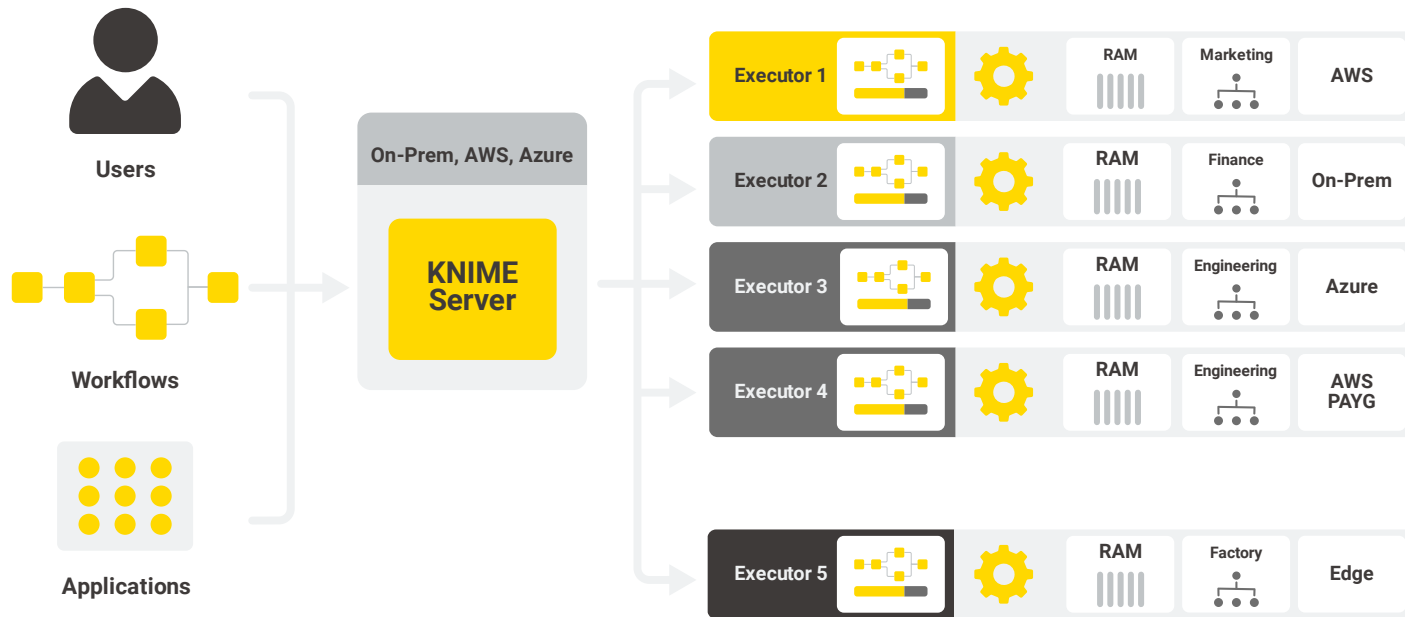 Users
Workflows
Applications
On-Prem, AWS, Azure
KNIME
Server
Executor 1
RAM
Marketing
AWS
Executor 2
RAM
Finance
On-Prem
Executor 3
RAM
Engineering
Azure
Executor 4
RAM
Engineering
AWS
PAYG
Executor 5
RAM
Factory
Edge